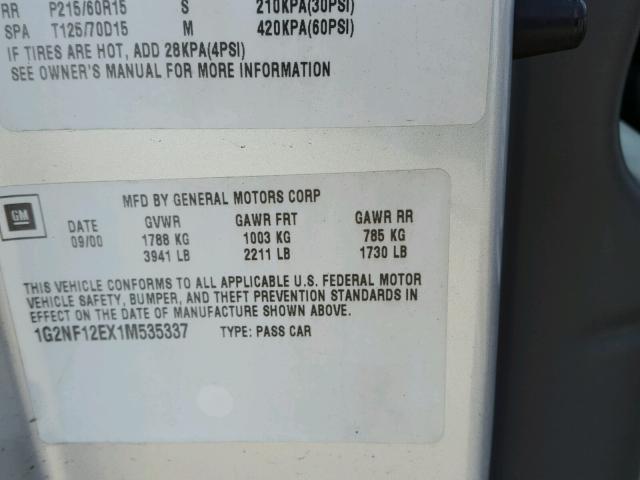 RR P215/60R15 S 210KPA(30PSI)
SPA T125/70D15 M 420KPA(60PSI)
IF TIRES ARE HOT, ADD 28KPA(4PSI)
SEE OWNER'S MANUAL FOR MORE INFORMATION
MFD BY GENERAL MOTORS CORP
GM
DATE GVWR GAWR FRT GAWR RR
09/00 1788 KG 1003 KG 785 KG
3941 LB 2211 LB 1730 LB
THIS VEHICLE CONFORMS TO ALL APPLICABLE U.S. FEDERAL MOTOR
VEHICLE SAFETY, BUMPER, AND THEFT PREVENTION STANDARDS IN
EFFECT ON THE DATE OF MANUFACTURE SHOWN ABOVE.
1G2NF12EX1M535337 TYPE: PASS CAR